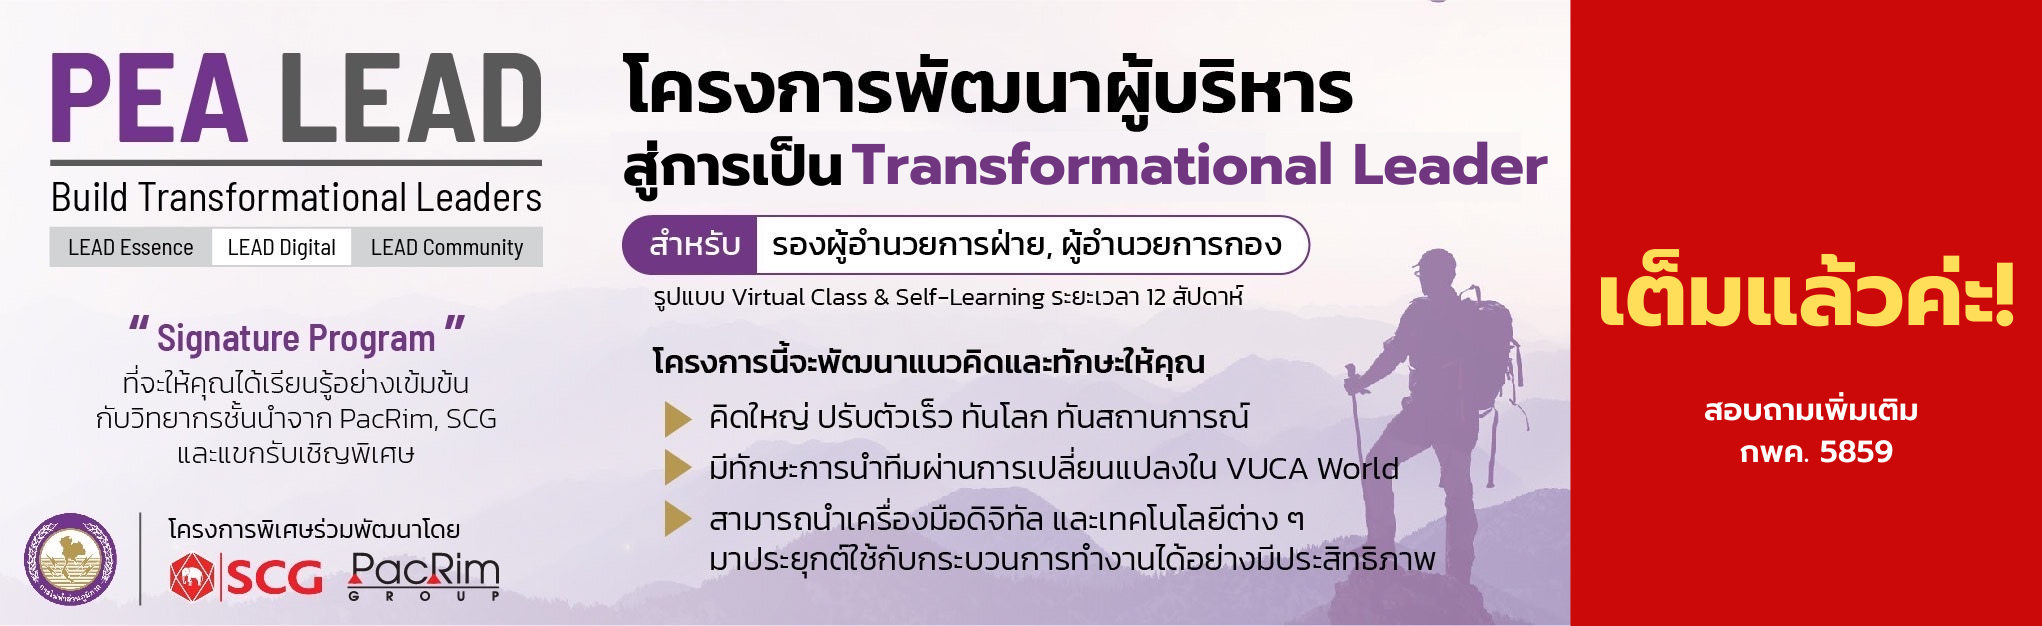 PEA LEAD
Build Transformational Leaders
LEAD Essence LEAD Digital LEAD Community
“ Signature Program ”
ที่จะให้คุณได้เรียนรู้อย่างเข้มข้น
กับวิทยากรชั้นนำจาก PacRim, SCG
และแขกรับเชิญพิเศษ
โครงการพิเศษร่วมพัฒนาโดย
การไฟฟ้าส่วนภูมิภาค
SCG
PacRim
GROUP
โครงการพัฒนาผู้บริหาร
สู่การเป็น Transformational Leader
สำหรับ รองผู้อำนวยการฝ่าย, ผู้อำนวยการกอง
รูปแบบ Virtual Class & Self-Learning ระยะเวลา 12 สัปดาห์
โครงการนี้จะพัฒนาแนวคิดและทักษะให้คุณ
คิดใหญ่ ปรับตัวเร็ว ทันโลก ทันสถานการณ์
มีทักษะการนำทีมผ่านการเปลี่ยนแปลงใน VUCA World
สามารถนำเครื่องมือดิจิทัล และเทคโนโลยีต่าง ๆ
มาประยุกต์ใช้กับกระบวนการทำงานได้อย่างมีประสิทธิภาพ
เต็มแล้วค่ะ!
สอบถามเพิ่มเติม
กพค. 5859